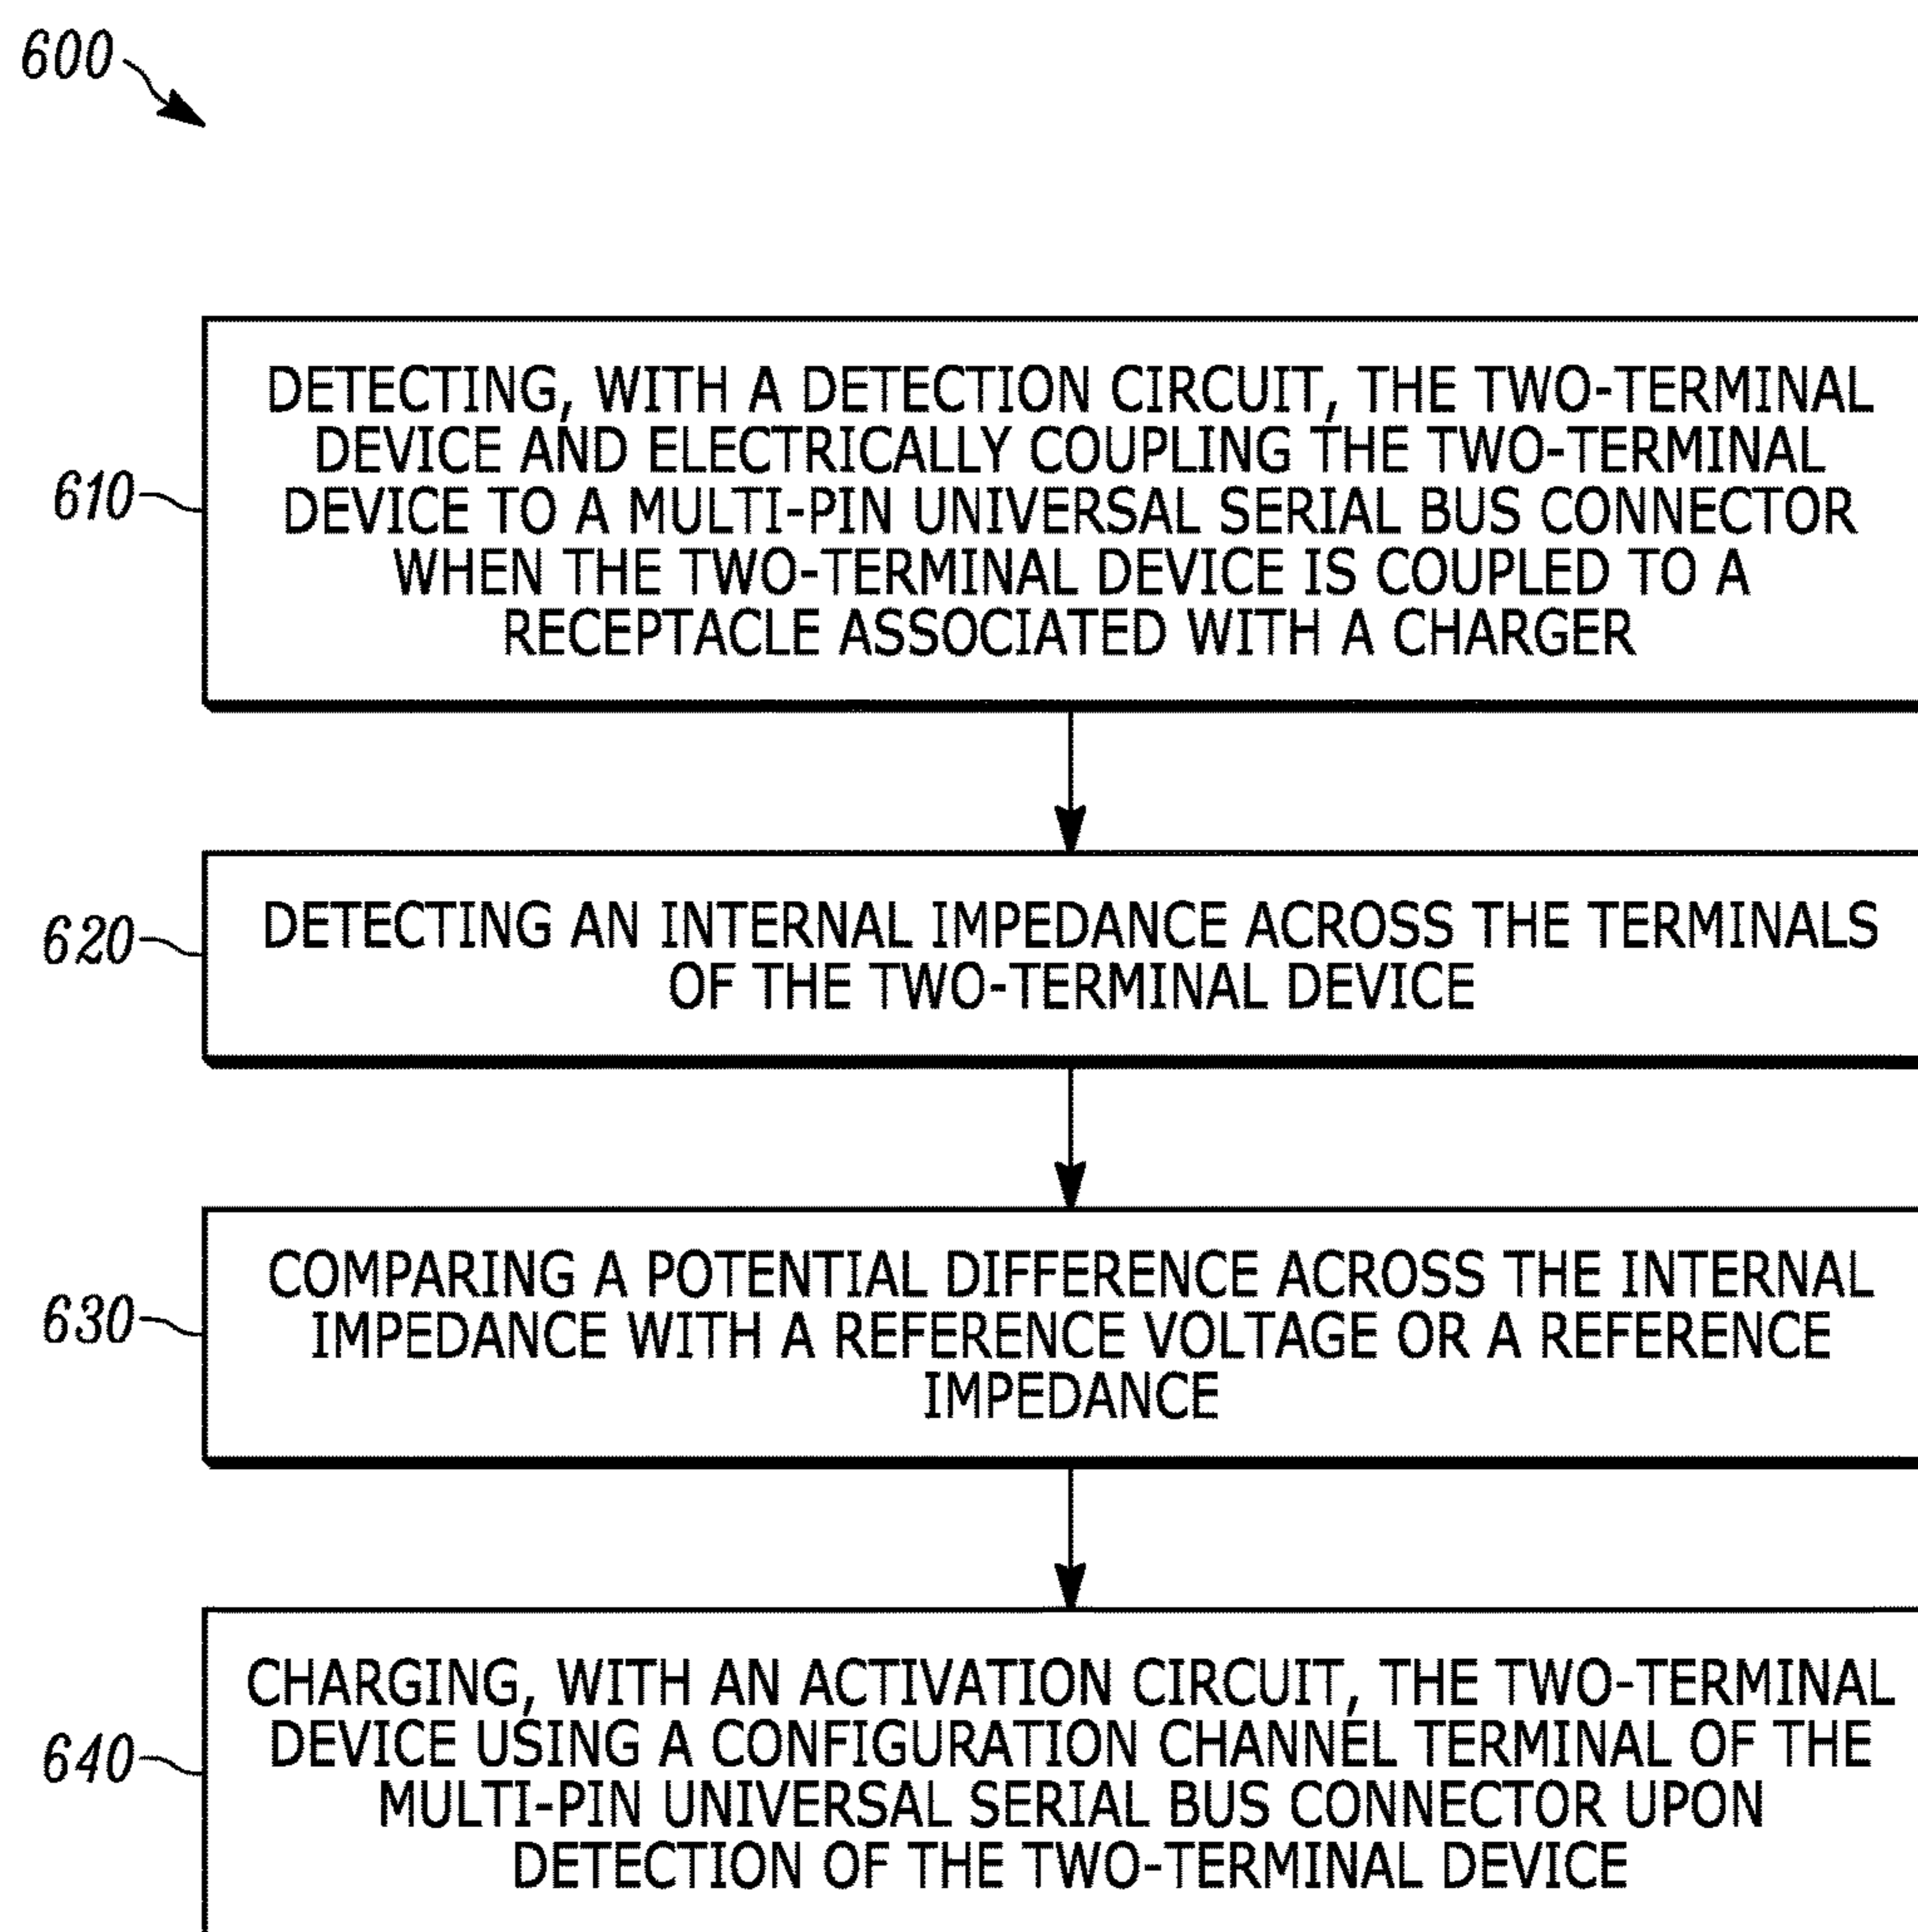 600
610
DETECTING, WITH A DETECTION CIRCUIT, THE TWO-TERMINAL
DEVICE AND ELECTRICALLY COUPLING THE TWO-TERMINAL
DEVICE TO A MULTI-PIN UNIVERSAL SERIAL BUS CONNECTOR
WHEN THE TWO-TERMINAL DEVICE IS COUPLED TO A
RECEPTACLE ASSOCIATED WITH A CHARGER
620
DETECTING AN INTERNAL IMPEDANCE ACROSS THE TERMINALS
OF THE TWO-TERMINAL DEVICE
630
COMPARING A POTENTIAL DIFFERENCE ACROSS THE INTERNAL
IMPEDANCE WITH A REFERENCE VOLTAGE OR A REFERENCE
IMPEDANCE
640
CHARGING, WITH AN ACTIVATION CIRCUIT, THE TWO-TERMINAL
DEVICE USING A CONFIGURATION CHANNEL TERMINAL OF THE
MULTI-PIN UNIVERSAL SERIAL BUS CONNECTOR UPON
DETECTION OF THE TWO-TERMINAL DEVICE